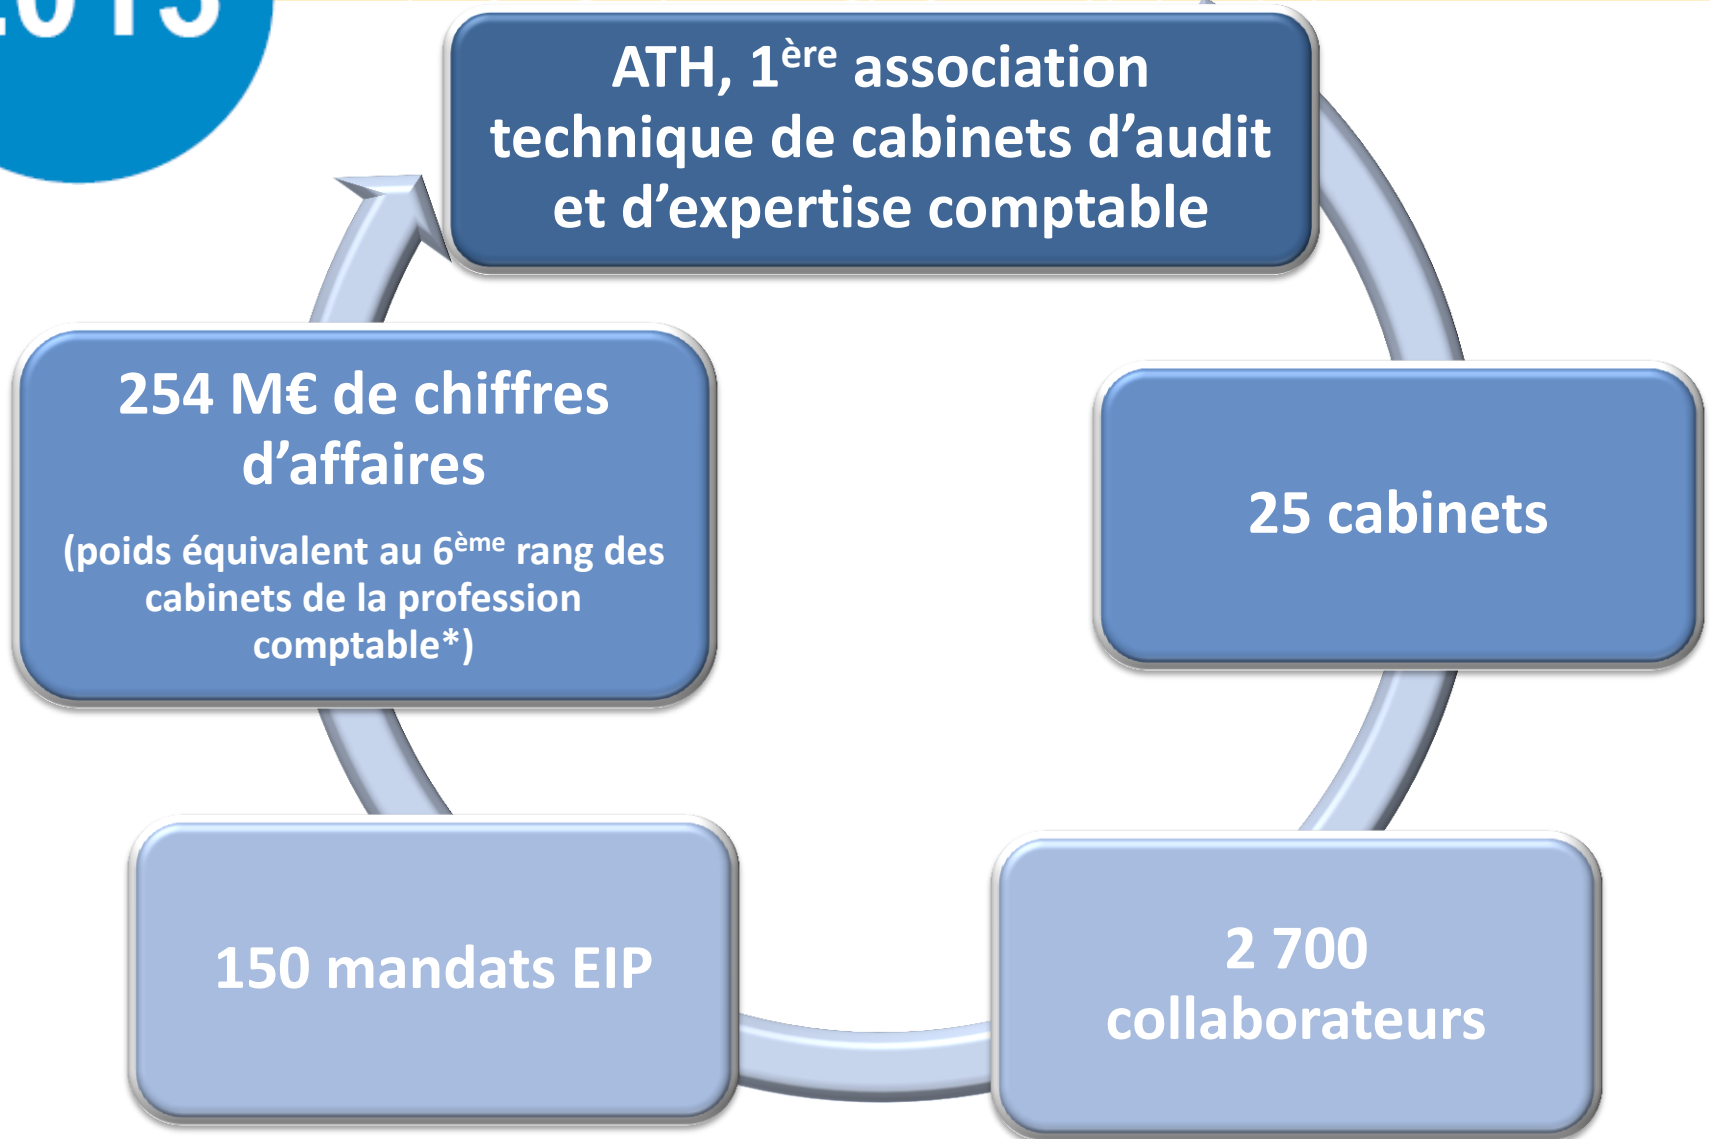 2015
ATH, 1ère association
technique de cabinets d’audit
et d’expertise comptable
254 M€ de chiffres
d’affaires
(poids équivalent au 6ème rang des
cabinets de la profession
comptable*)
25 cabinets
150 mandats EIP
2 700
collaborateurs